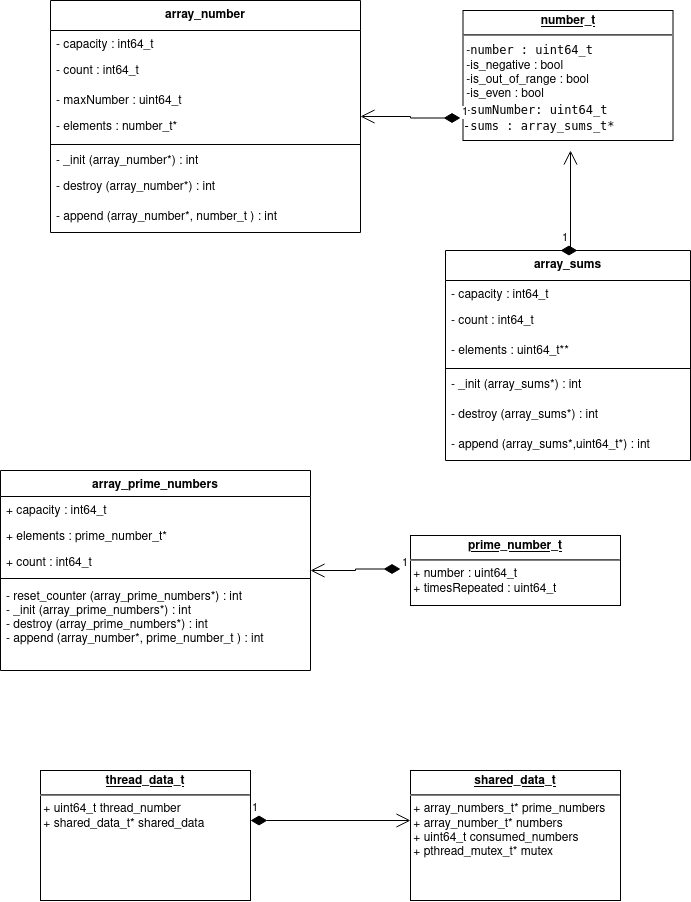 array_number
- capacity : int64_t
- count : int64_t
- maxNumber : uint64_t
- elements : number_t*
- _init (array_number*) : int
- destroy (array_number*) : int
- append (array_number*, number_t ) : int
number_t
-number : uint64_t
-is_negative : bool
-is_out_of_range : bool
-is_even : bool
-sumNumber: uint64_t
-sums : array_sums_t*
1
1
array_sums
- capacity : int64_t
- count : int64_t
- elements : uint64_t**
- _init (array_sums*) : int
- destroy (array_sums*) : int
- append (array_sums*,uint64_t*) : int
array_prime_numbers
+ capacity : int64_t
+ elements : prime_number_t*
+ count : int64_t
- reset_counter (array_prime_numbers*) : int
- _init (array_prime_numbers*) : int
- destroy (array_prime_numbers*) : int
- append (array_number*, prime_number_t ) : int
1
prime_number_t
+ number : uint64_t
+ timesRepeated : uint64_t
thread_data_t
+ uint64_t thread_number
+ shared_data_t* shared_data
1
shared_data_t
+ array_numbers_t* prime_numbers
+ array_number_t* numbers
+ uint64_t consumed_numbers
+ pthread_mutex_t* mutex